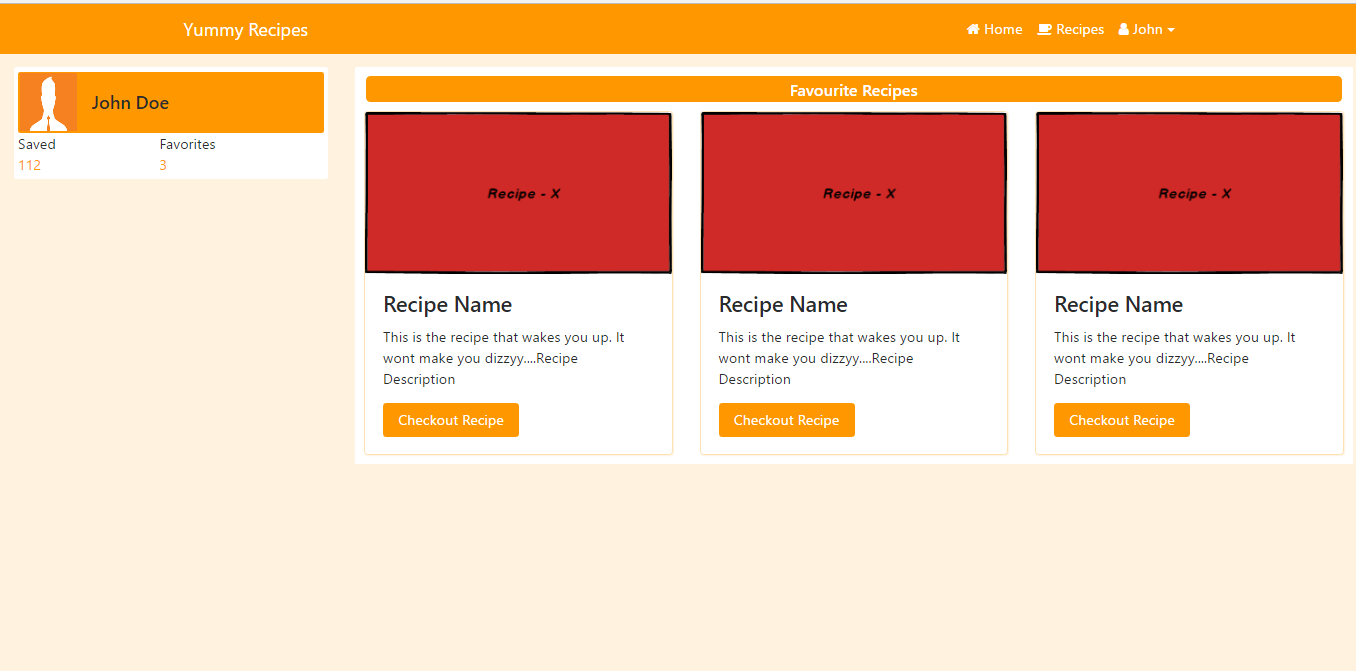 Yummy Recipes
Home Recipes John
John Doe
Saved Favorites
112 3
Favourite Recipes
Recipe - X
Recipe Name
This is the recipe that wakes you up. It
wont make you dizzyy....Recipe
Description
Checkout Recipe
Recipe - X
Recipe Name
This is the recipe that wakes you up. It
wont make you dizzyy....Recipe
Description
Checkout Recipe
Recipe - X
Recipe Name
This is the recipe that wakes you up. It
wont make you dizzyy....Recipe
Description
Checkout Recipe